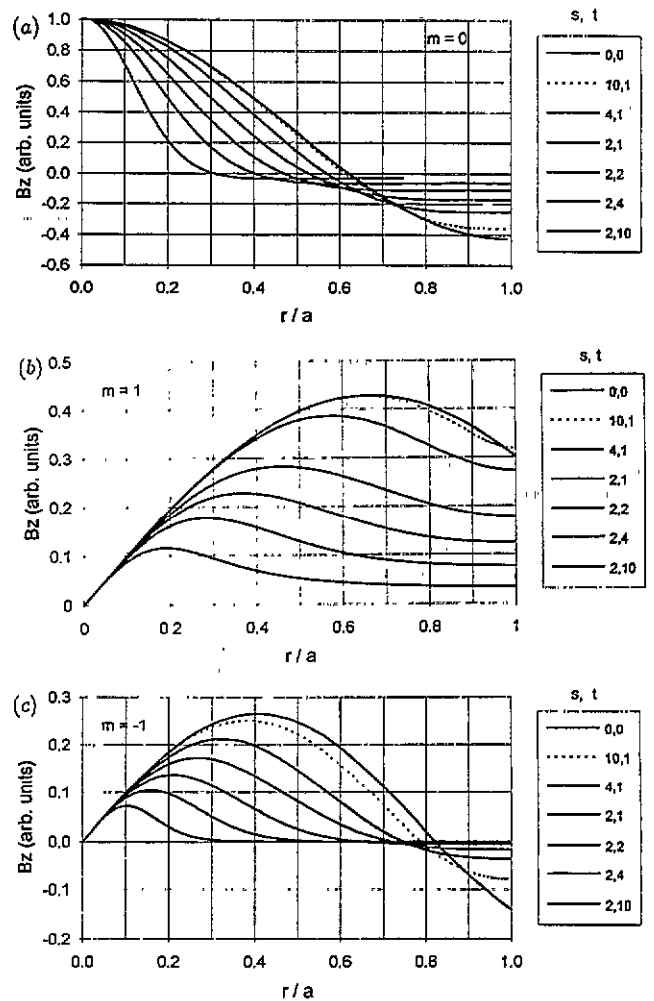 (a)
Bz (arb. units)
1.0
0.8
0.6
0.4
0.2
0.0
-0.2
-0.4
-0.6
m = 0
0.0 0.2 0.4 0.6 0.8 1.0
r / a
s, t
0,0
10,1
4,1
2,1
2,2
2,4
2,10
(b)
Bz (arb. units)
0.5
0.4
0.3
0.2
0.1
0
m = 1
0 0.2 0.4 0.6 0.8 1
r / a
s, t
0,0
10,1
4,1
2,1
2,2
2,4
2,10
(c)
Bz (arb. units)
0.3
0.2
0.1
0.0
-0.1
-0.2
m = -1
0.0 0.2 0.4 0.6 0.8 1.0
r / a
s, t
0,0
10,1
4,1
2,1
2,2
2,4
2,10